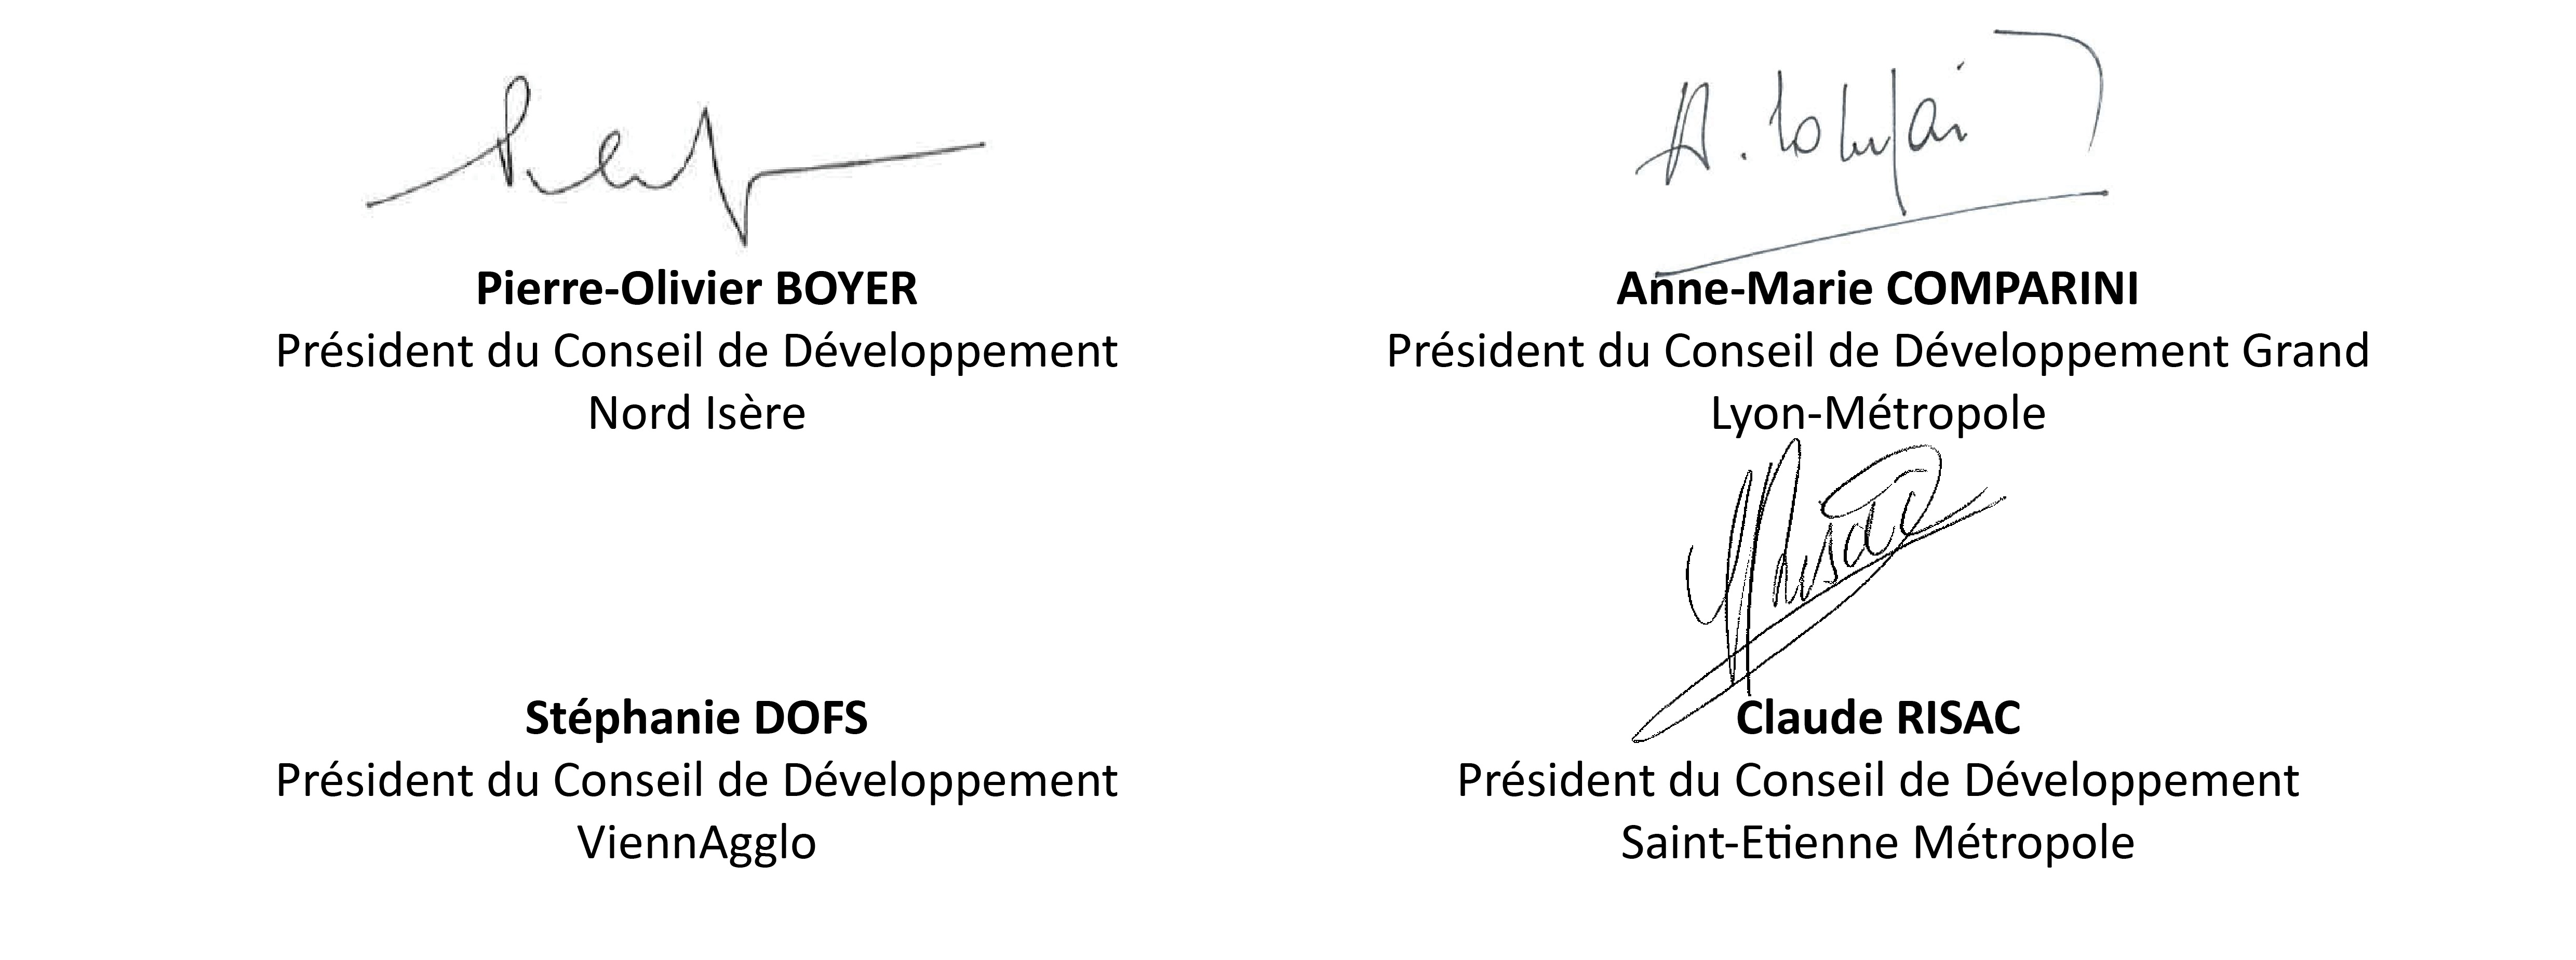 Pierre-Olivier BOYER
Président du Conseil de Développement
Nord Isère
A. Comparini
Anne-Marie COMPARINI
Président du Conseil de Développement Grand
Lyon-Métropole
Stéphanie DOFS
Président du Conseil de Développement
ViennAgglo
Risac
Claude RISAC
Président du Conseil de Développement
Saint-Etienne Métropole